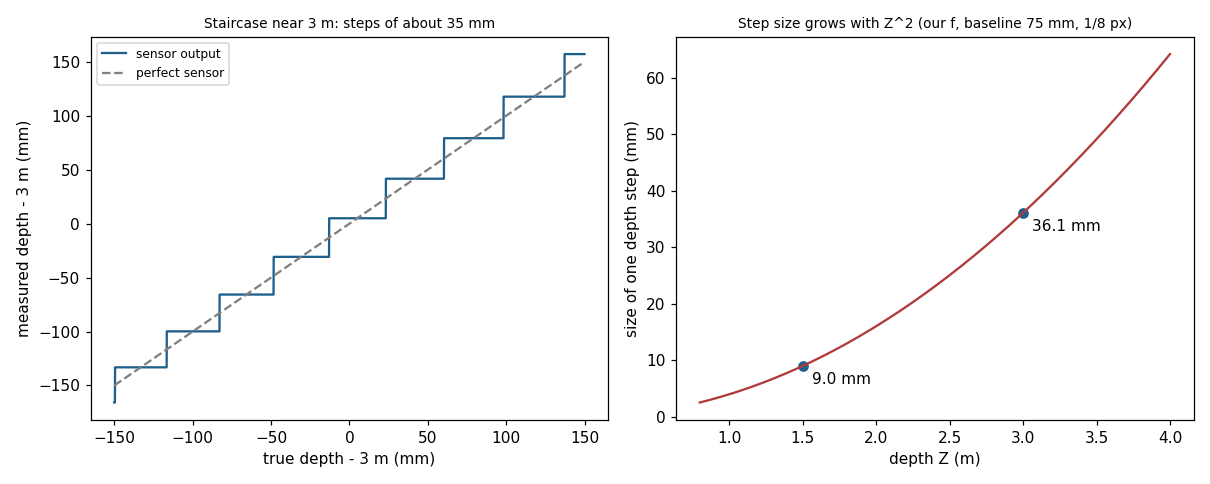 Staircase near 3 m: steps of about 35 mm
sensor output
perfect sensor
measured depth - 3 m (mm)
150
100
50
0
−50
−100
−150
−150
−100
−50
0
50
100
150
true depth - 3 m (mm)
Step size grows with Z^2 (our f, baseline 75 mm, 1/8 px)
size of one depth step (mm)
60
50
40
30
20
10
0
36.1 mm
9.0 mm
1.0
1.5
2.0
2.5
3.0
3.5
4.0
depth Z (m)